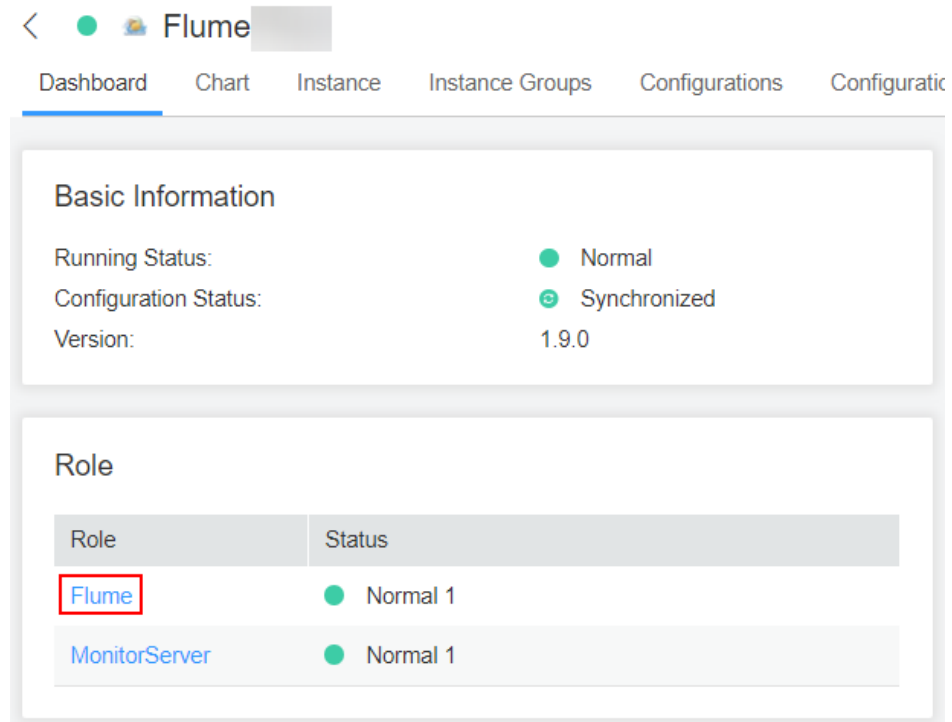 Flume
Dashboard Chart Instance Instance Groups Configurations Configuratio
Basic Information
Running Status: Normal
Configuration Status: Synchronized
Version: 1.9.0
Role
Role Status
Flume Normal 1
MonitorServer Normal 1